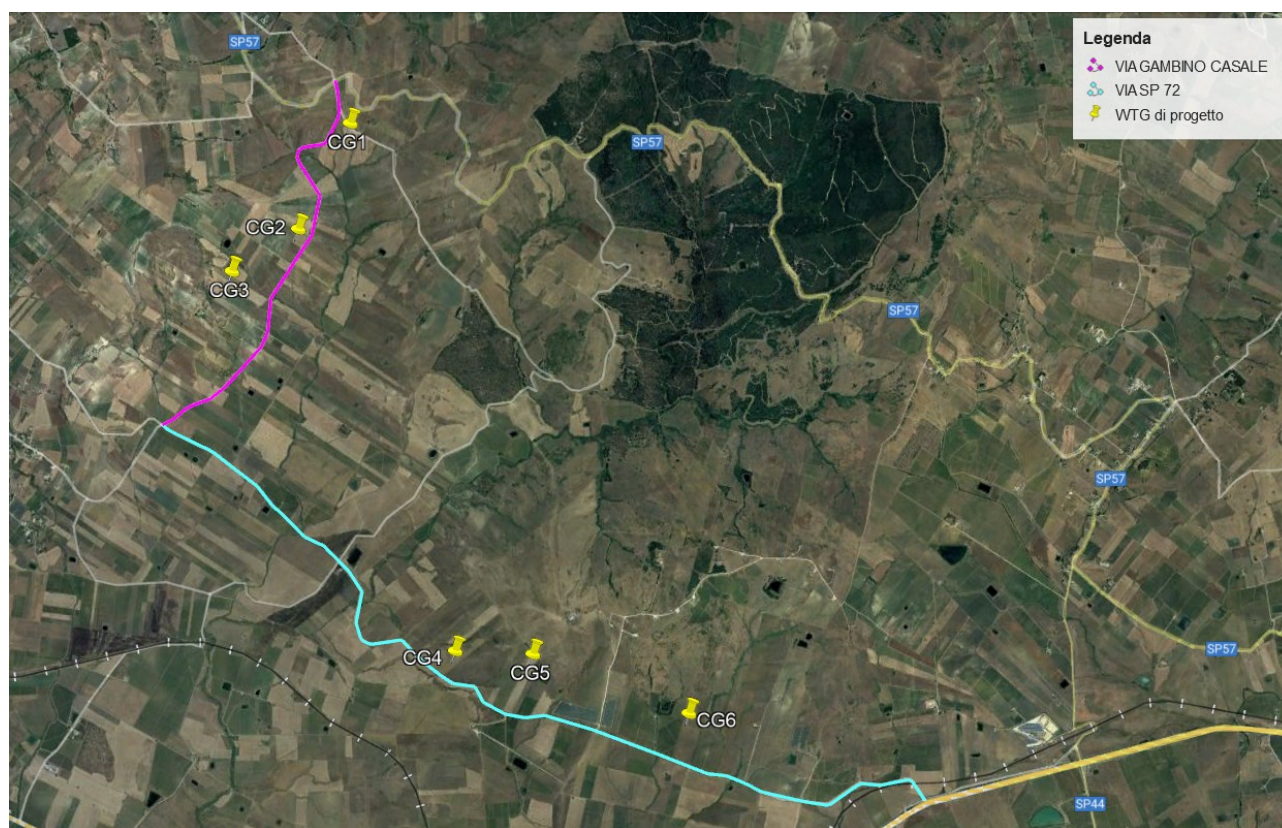 Legenda
VIA GAMBINO CASALE
VIA SP 72
WTG di progetto
SP57
CG1
SP57
CG2
CG3
SP57
SP57
CG4
CG5
SP57
CG6
SP44